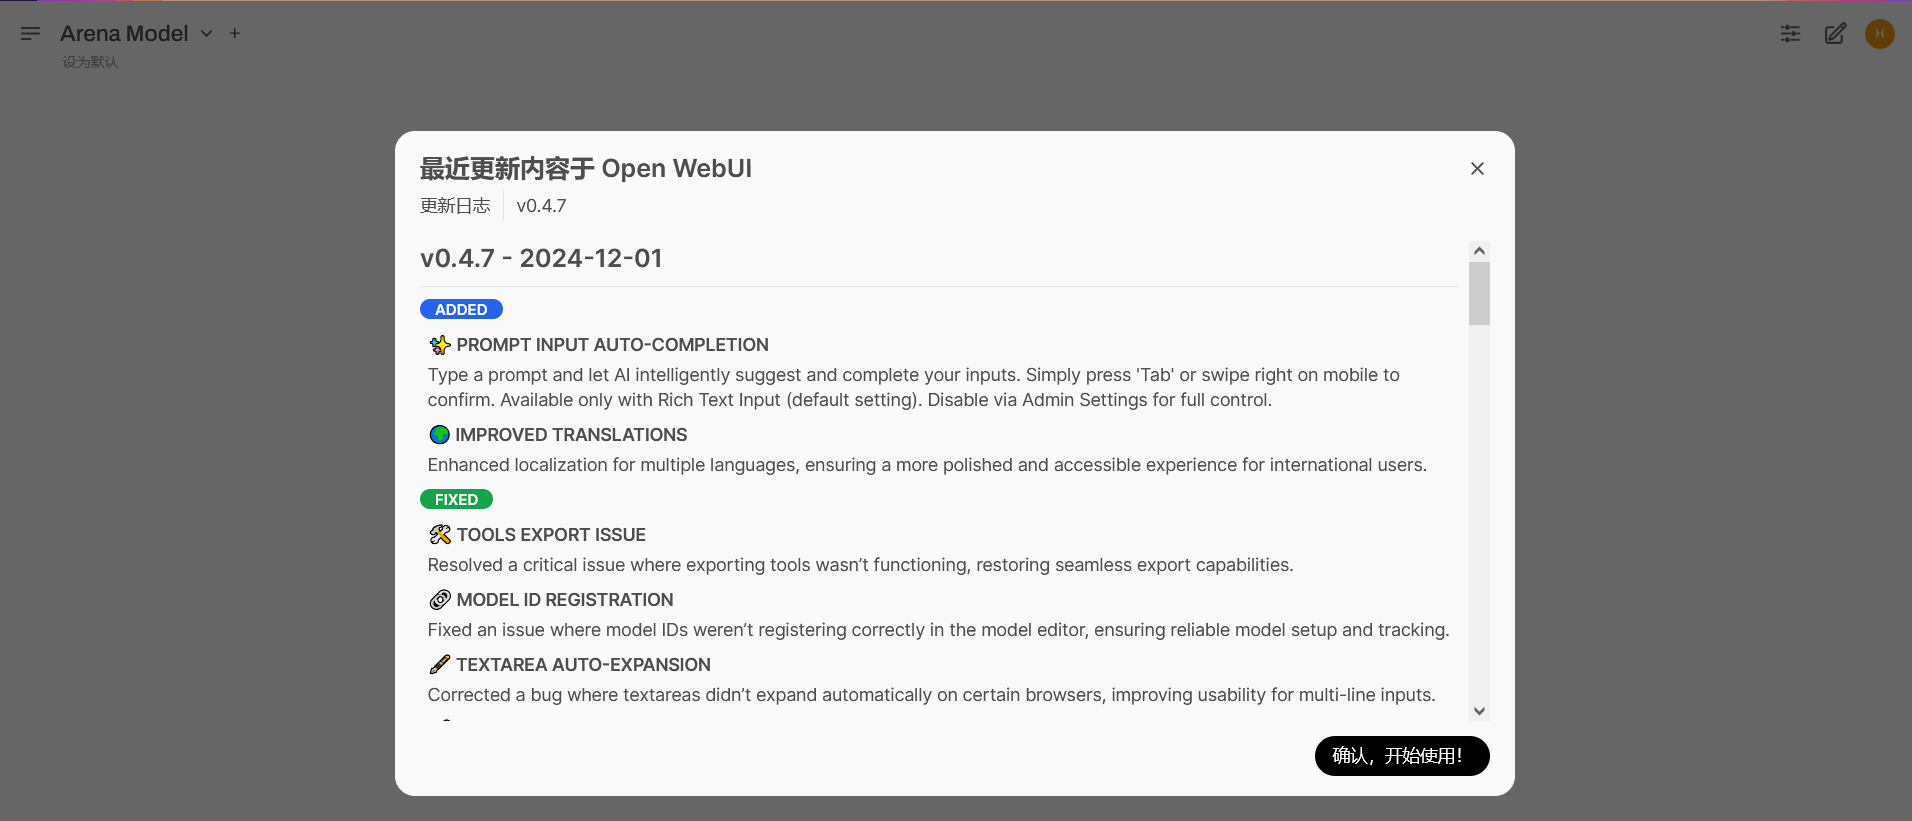 Arena Model
设为默认
H
最近更新内容于 Open WebUI
更新日志 v0.4.7
v0.4.7 - 2024-12-01
ADDED
PROMPT INPUT AUTO-COMPLETION
Type a prompt and let AI intelligently suggest and complete your inputs. Simply press 'Tab' or swipe right on mobile to
confirm. Available only with Rich Text Input (default setting). Disable via Admin Settings for full control.
IMPROVED TRANSLATIONS
Enhanced localization for multiple languages, ensuring a more polished and accessible experience for international users.
FIXED
TOOLS EXPORT ISSUE
Resolved a critical issue where exporting tools wasn’t functioning, restoring seamless export capabilities.
MODEL ID REGISTRATION
Fixed an issue where model IDs weren’t registering correctly in the model editor, ensuring reliable model setup and tracking.
TEXTAREA AUTO-EXPANSION
Corrected a bug where textareas didn’t expand automatically on certain browsers, improving usability for multi-line inputs.
确认，开始使用！